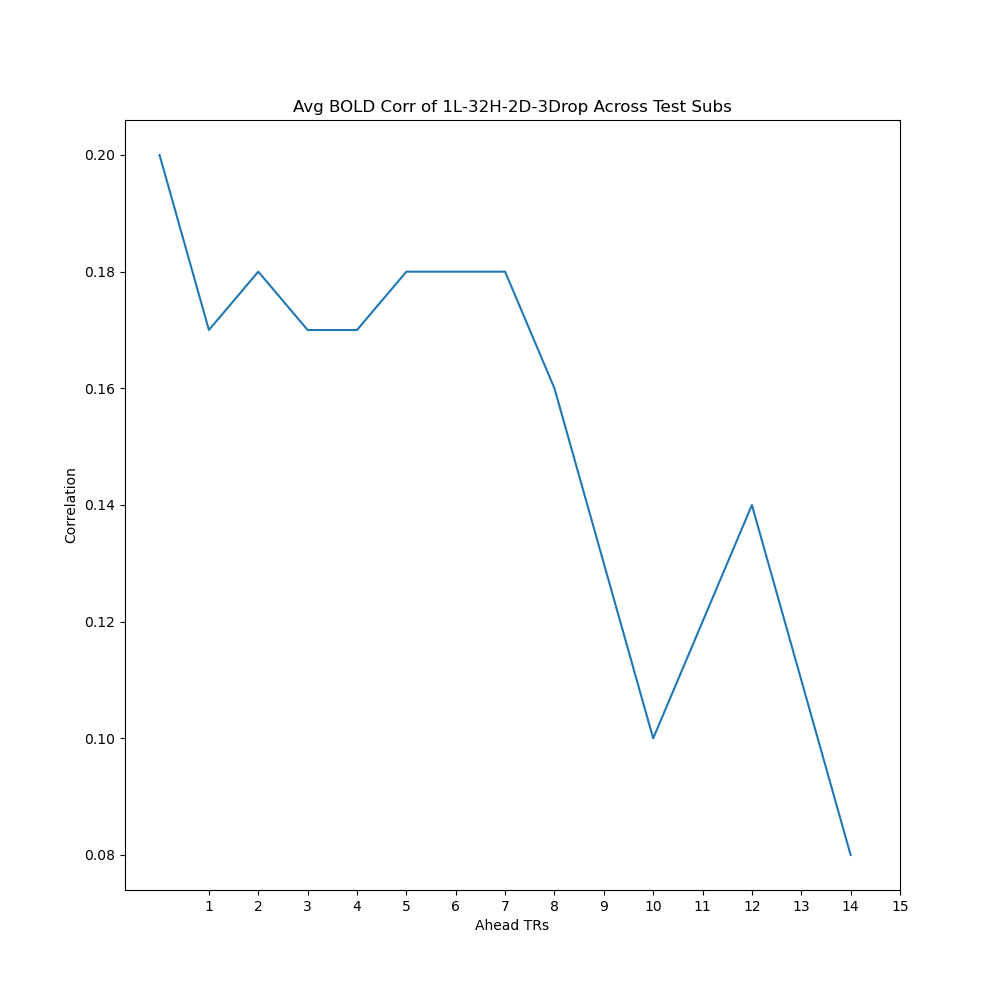 Avg BOLD Corr of 1L-32H-2D-3Drop Across Test Subs
0.20
0.18
0.16
0.14
0.12
0.10
0.08
Correlation
1 2 3 4 5 6 7 8 9 10 11 12 13 14 15
Ahead TRs